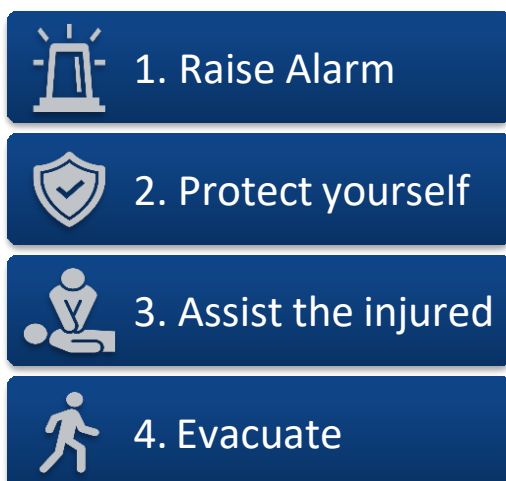 1. Raise Alarm
2. Protect yourself
3. Assist the injured
4. Evacuate